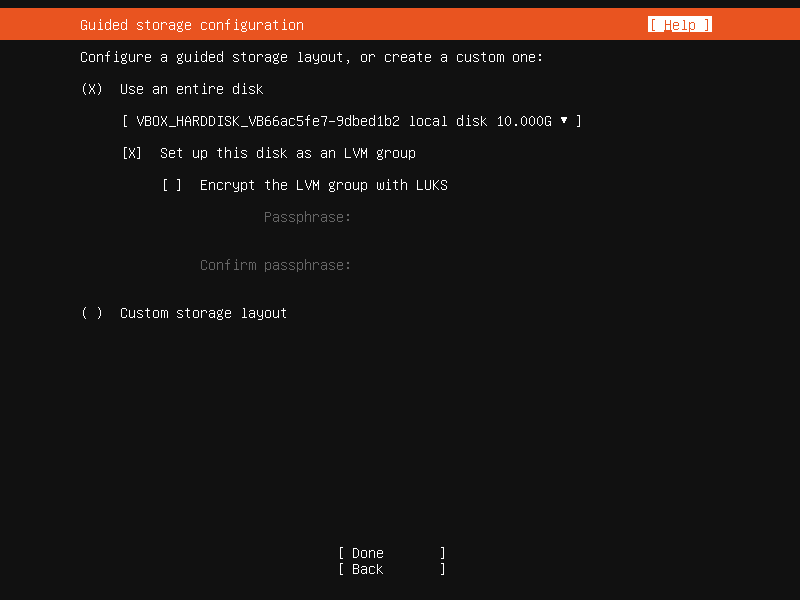 Guided storage configuration [ Help ]
Configure a guided storage layout, or create a custom one:
(X) Use an entire disk
[ VBOX_HARDDISK_VB66ac5fe7-9dbed1b2 local disk 10.000G ▾ ]
[X] Set up this disk as an LVM group
[ ] Encrypt the LVM group with LUKS
Passphrase:
Confirm passphrase:
( ) Custom storage layout
[ Done ]
[ Back ]